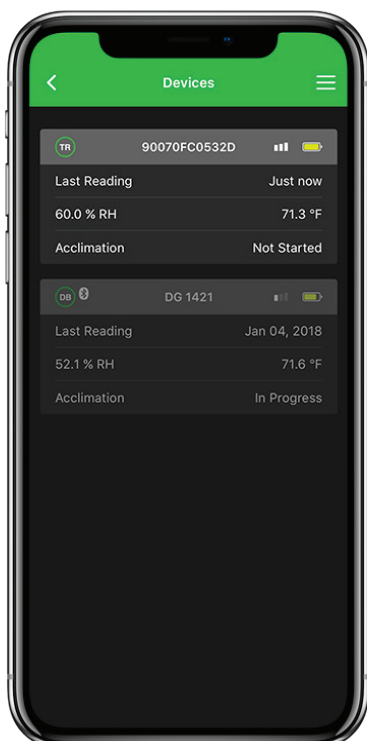 Devices
TR 90070FC0532D
Last Reading Just now
60.0 % RH 71.3 °F
Acclimation Not Started
DB DG 1421
Last Reading Jan 04, 2018
52.1 % RH 71.6 °F
Acclimation In Progress